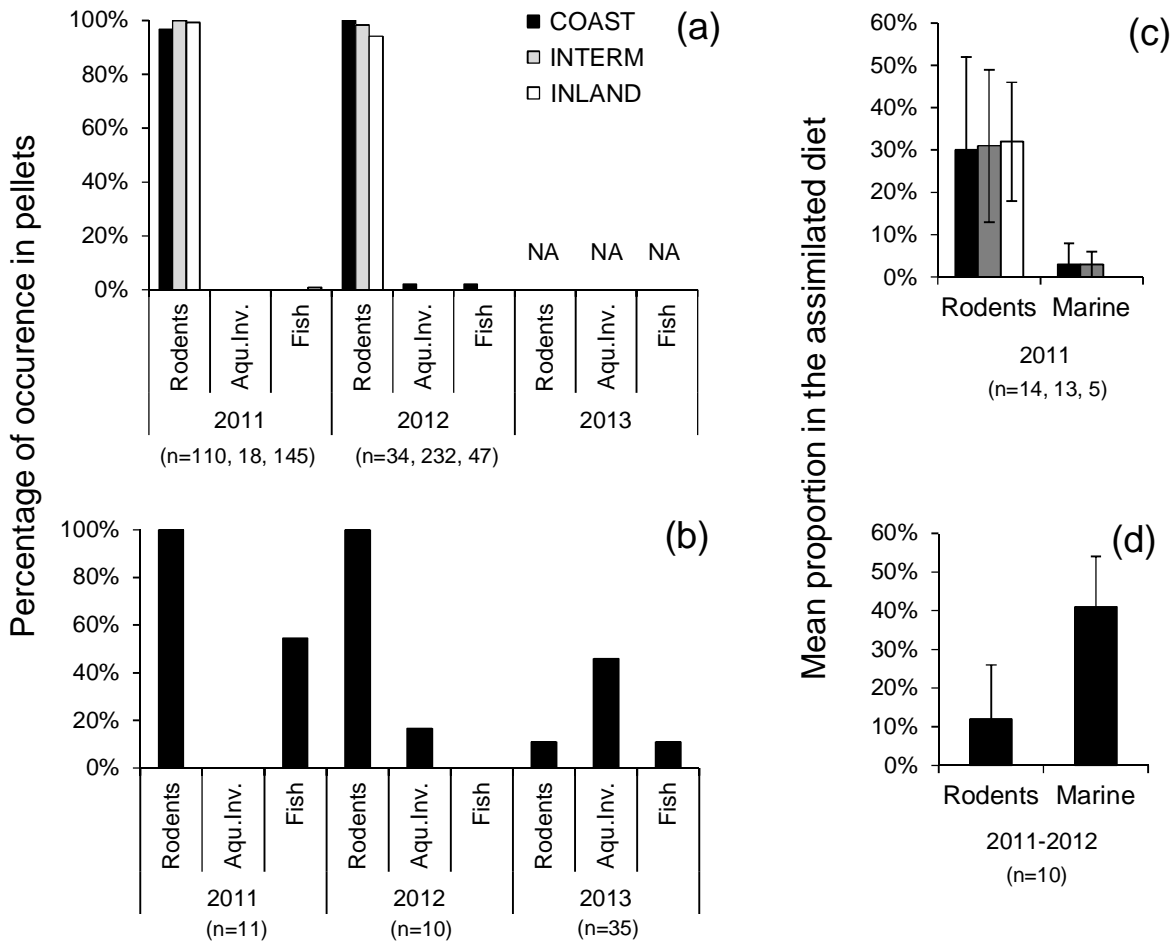 Percentage of occurence in pellets
(a)
COAST
INTERM
INLAND
100%
80%
60%
40%
20%
0%
NA NA NA
Rodents Aqu.Inv. Fish Rodents Aqu.Inv. Fish Rodents Aqu.Inv. Fish
2011 2012 2013
(n=110, 18, 145) (n=34, 232, 47)
(b)
100%
80%
60%
40%
20%
0%
Rodents Aqu.Inv. Fish Rodents Aqu.Inv. Fish Rodents Aqu.Inv. Fish
2011 2012 2013
(n=11) (n=10) (n=35)
Mean proportion in the assimilated diet
(c)
60%
50%
40%
30%
20%
10%
0%
Rodents Marine
2011
(n=14, 13, 5)
(d)
60%
50%
40%
30%
20%
10%
0%
Rodents Marine
2011-2012
(n=10)